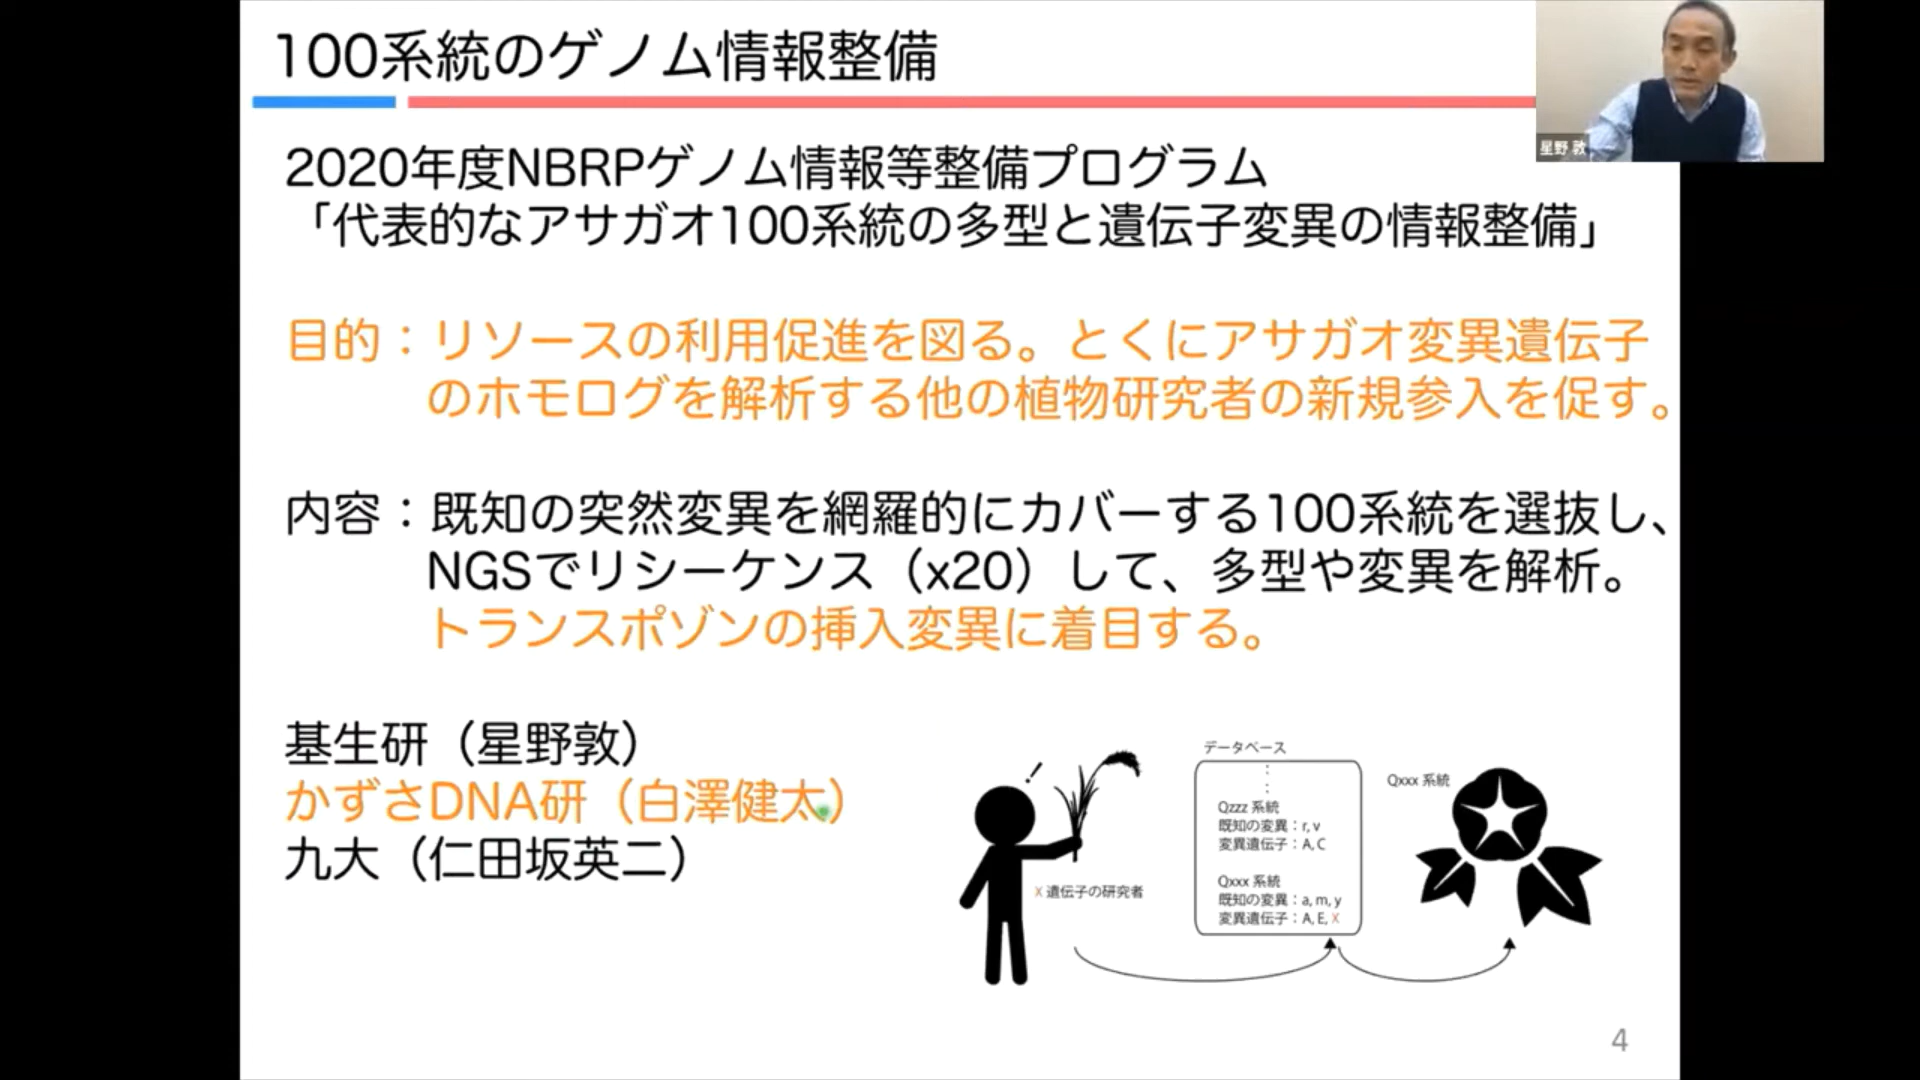 100系統のゲノム情報整備
星野 敦
2020年度NBRPゲノム情報等整備プログラム
「代表的なアサガオ100系統の多型と遺伝子変異の情報整備」
目的：リソースの利用促進を図る。とくにアサガオ変異遺伝子
のホモログを解析する他の植物研究者の新規参入を促す。
内容：既知の突然変異を網羅的にカバーする100系統を選抜し、
NGSでリシーケンス（x20）して、多型や変異を解析。
トランスポゾンの挿入変異に着目する。
基生研（星野敦）
かずさDNA研（白澤健太）
九大（仁田坂英二）
！
X 遺伝子の研究者
データベース
Qzzz 系統
既知の変異：r, v
変異遺伝子：A, C
Qxxx 系統
既知の変異：a, m, y
変異遺伝子：A, E, X
Qxxx 系統
4